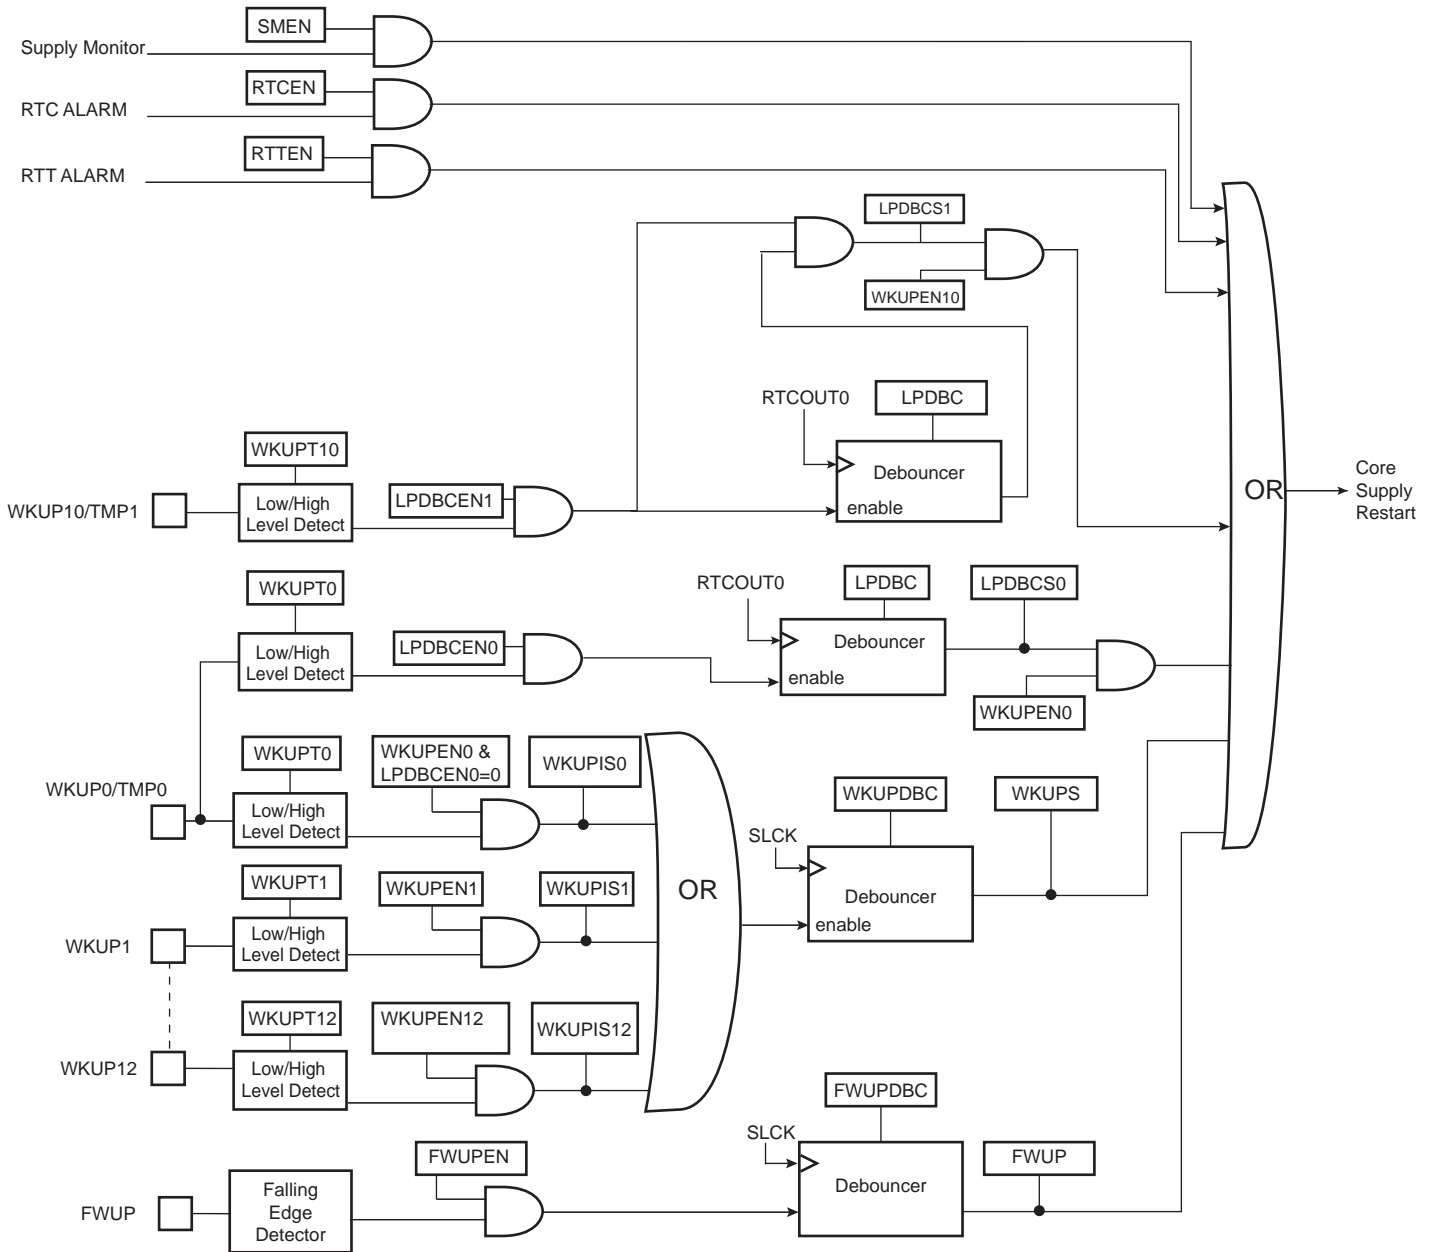 SMEN
Supply Monitor
RTCEN
RTC ALARM
RTTEN
RTT ALARM
LPDBCS1
WKUPEN10
RTCOUT0
LPDBC
Debouncer
enable
WKUPT10
WKUP10/TMP1
Low/High
Level Detect
LPDBCEN1
OR
Core
Supply
Restart
WKUPT0
Low/High
Level Detect
LPDBCEN0
RTCOUT0
LPDBC
Debouncer
enable
LPDBCS0
WKUPEN0
WKUP0/TMP0
WKUPT0
Low/High
Level Detect
WKUPEN0 &
LPDBCEN0=0
WKUPIS0
WKUPT1
WKUP1
Low/High
Level Detect
WKUPEN1
WKUPIS1
OR
SLCK
WKUPDBC
Debouncer
enable
WKUPS
WKUPT12
WKUP12
Low/High
Level Detect
WKUPEN12
WKUPIS12
FWUP
Falling
Edge
Detector
FWUPEN
SLCK
FWUPDBC
Debouncer
FWUP